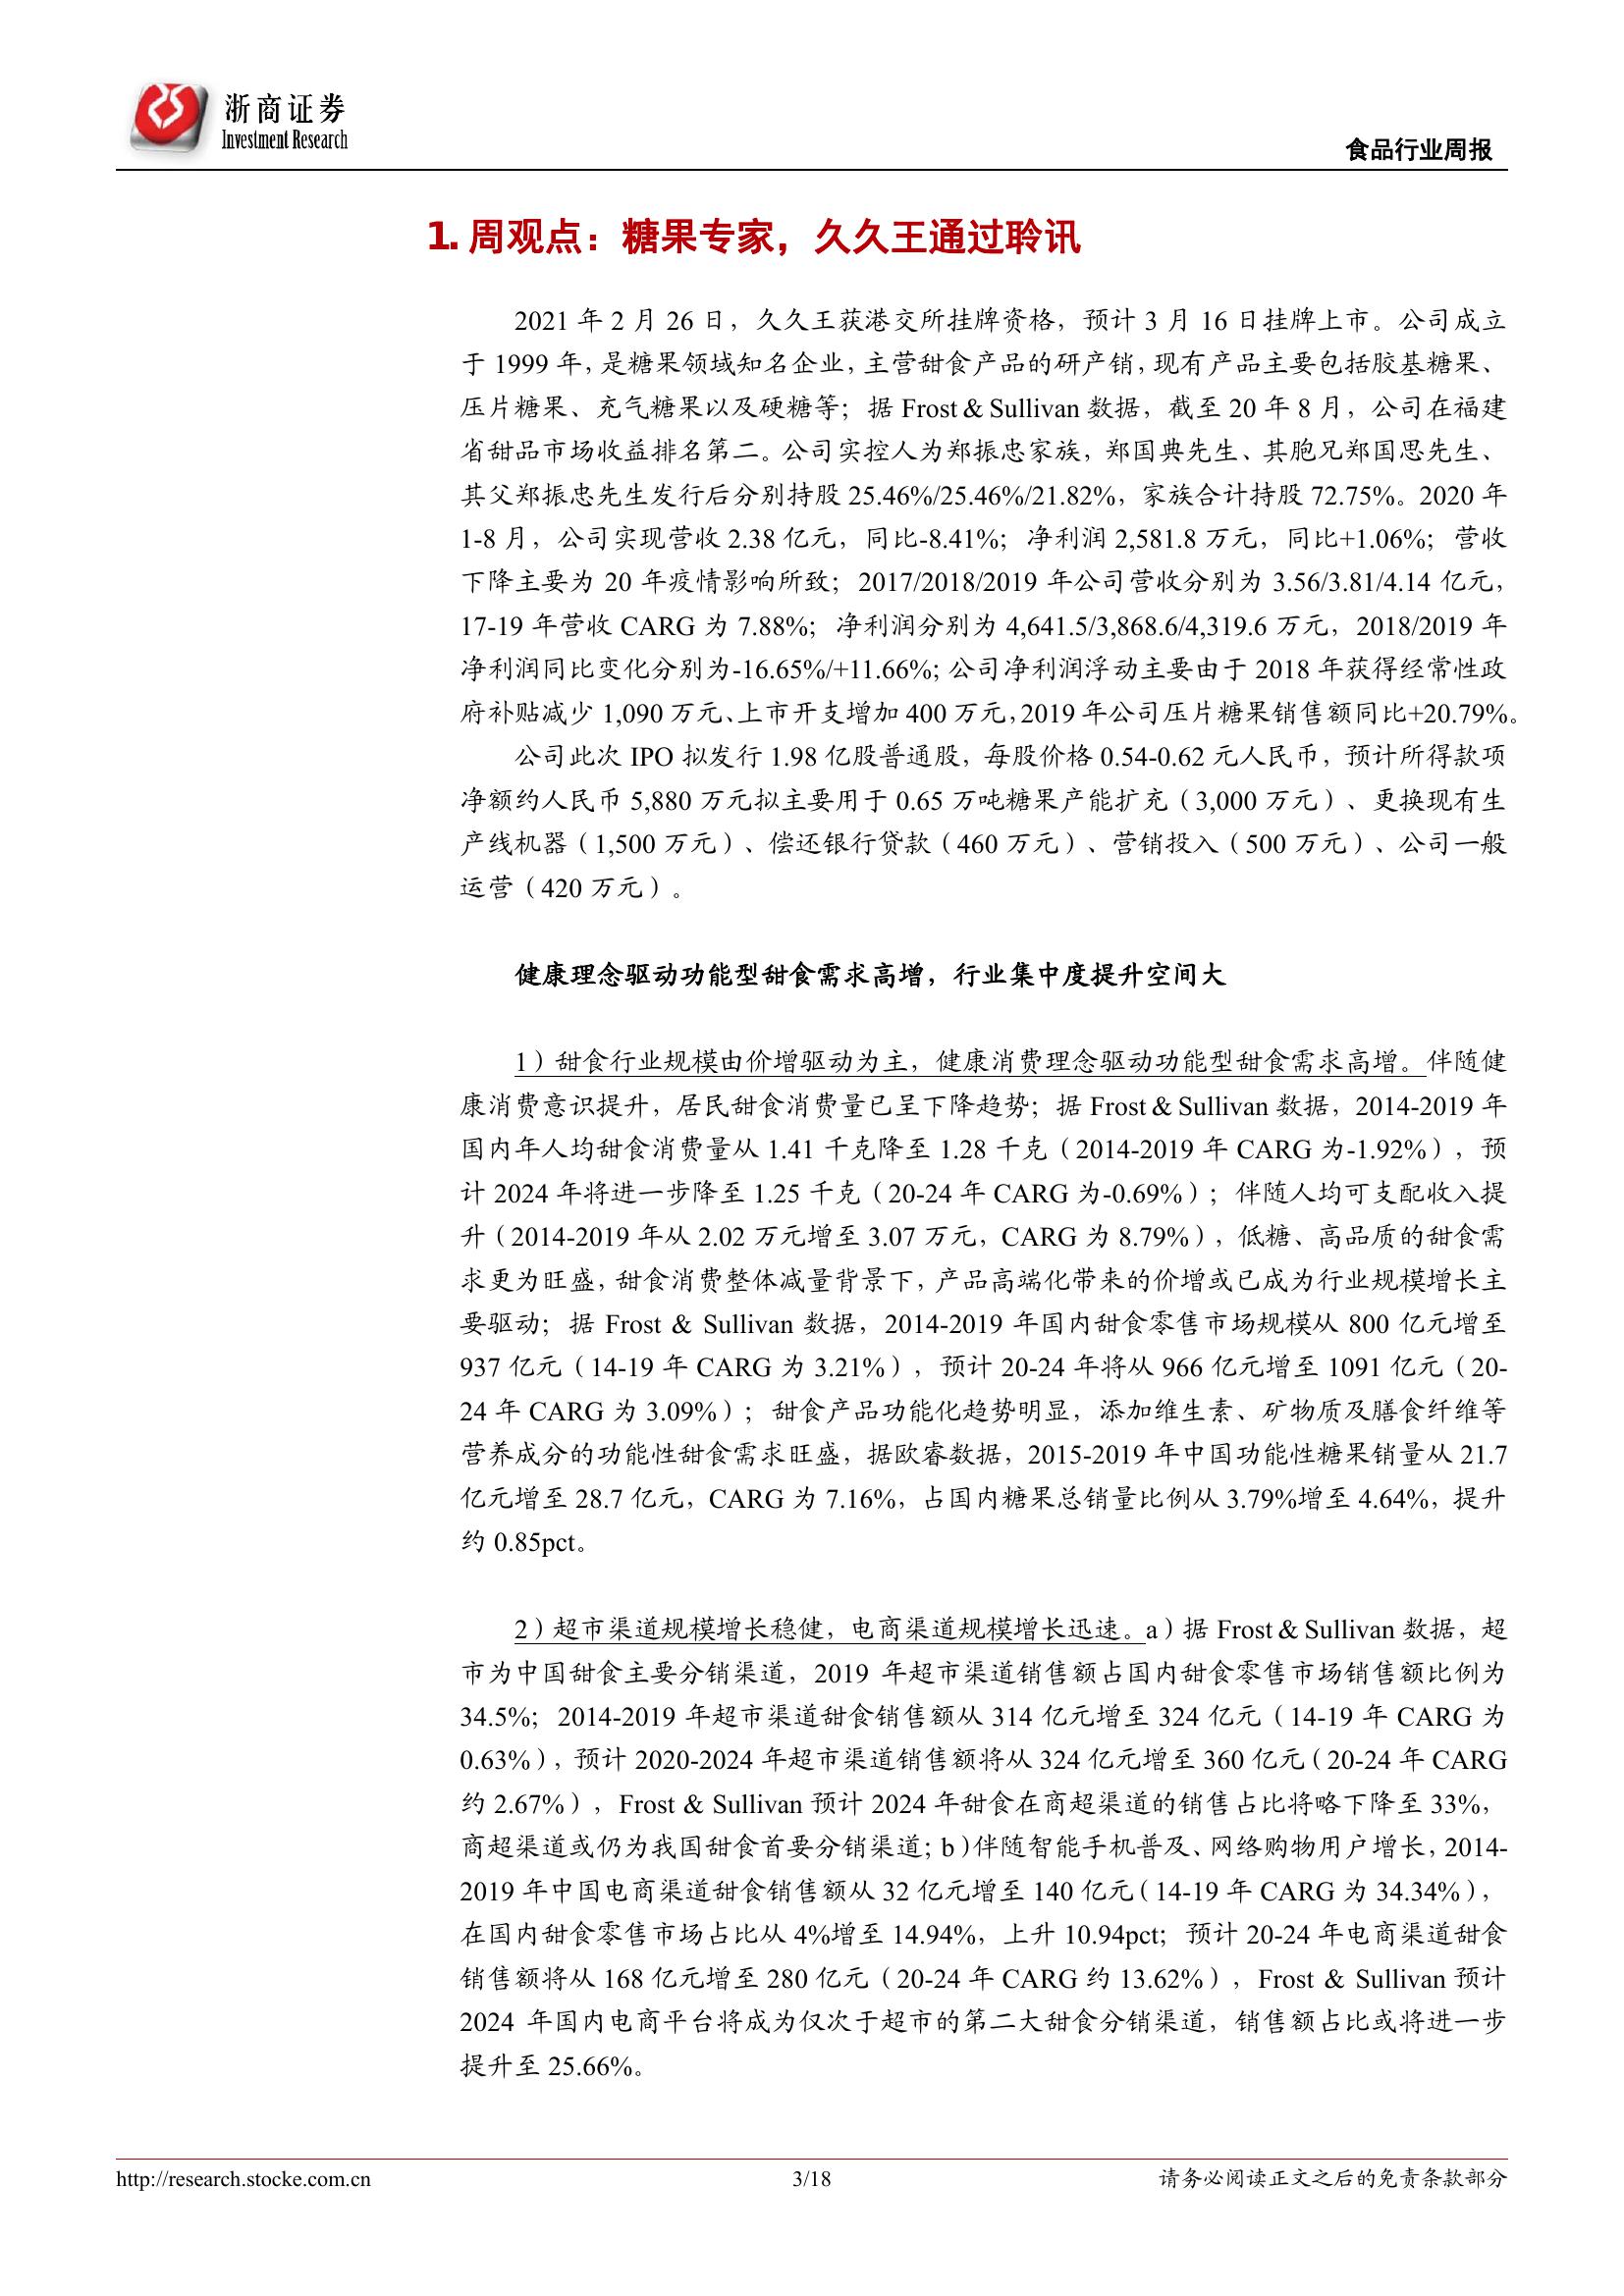 浙商证券
Investment Research
食品行业周报
1. 周观点：糖果专家，久久王通过聆讯
2021 年 2 月 26 日，久久王获港交所挂牌资格，预计 3 月 16 日挂牌上市。公司成立
于 1999 年，是糖果领域知名企业，主营甜食产品的研产销，现有产品主要包括胶基糖果、
压片糖果、充气糖果以及硬糖等；据 Frost & Sullivan 数据，截至 20 年 8 月，公司在福建
省甜品市场收益排名第二。公司实控人为郑振忠家族，郑国典先生、其胞兄郑国思先生、
其父郑振忠先生发行后分别持股 25.46%/25.46%/21.82%，家族合计持股 72.75%。2020 年
1-8 月，公司实现营收 2.38 亿元，同比-8.41%；净利润 2,581.8 万元，同比+1.06%；营收
下降主要为 20 年疫情影响所致；2017/2018/2019 年公司营收分别为 3.56/3.81/4.14 亿元，
17-19 年营收 CARG 为 7.88%；净利润分别为 4,641.5/3,868.6/4,319.6 万元，2018/2019 年
净利润同比变化分别为-16.65%/+11.66%；公司净利润浮动主要由于 2018 年获得经常性政
府补贴减少 1,090 万元、上市开支增加 400 万元，2019 年公司压片糖果销售额同比+20.79%。
公司此次 IPO 拟发行 1.98 亿股普通股，每股价格 0.54-0.62 元人民币，预计所得款项
净额约人民币 5,880 万元拟主要用于 0.65 万吨糖果产能扩充（3,000 万元）、更换现有生
产线机器（1,500 万元）、偿还银行贷款（460 万元）、营销投入（500 万元）、公司一般
运营（420 万元）。
健康理念驱动功能型甜食需求高增，行业集中度提升空间大
1）甜食行业规模由价增驱动为主，健康消费理念驱动功能型甜食需求高增。伴随健
康消费意识提升，居民甜食消费量已呈下降趋势；据 Frost & Sullivan 数据，2014-2019 年
国内年人均甜食消费量从 1.41 千克降至 1.28 千克（2014-2019 年 CARG 为-1.92%），预
计 2024 年将进一步降至 1.25 千克（20-24 年 CARG 为-0.69%）；伴随人均可支配收入提
升（2014-2019 年从 2.02 万元增至 3.07 万元，CARG 为 8.79%），低糖、高品质的甜食需
求更为旺盛，甜食消费整体减量背景下，产品高端化带来的价增或已成为行业规模增长主
要驱动；据 Frost & Sullivan 数据，2014-2019 年国内甜食零售市场规模从 800 亿元增至
937 亿元（14-19 年 CARG 为 3.21%），预计 20-24 年将从 966 亿元增至 1091 亿元（20-
24 年 CARG 为 3.09%）；甜食产品功能化趋势明显，添加维生素、矿物质及膳食纤维等
营养成分的功能性甜食需求旺盛，据欧睿数据，2015-2019 年中国功能性糖果销量从 21.7
亿元增至 28.7 亿元，CARG 为 7.16%，占国内糖果总销量比例从 3.79%增至 4.64%，提升
约 0.85pct。
2）超市渠道规模增长稳健，电商渠道规模增长迅速。a）据 Frost & Sullivan 数据，超
市为中国甜食主要分销渠道，2019 年超市渠道销售额占国内甜食零售市场销售额比例为
34.5%；2014-2019 年超市渠道甜食销售额从 314 亿元增至 324 亿元（14-19 年 CARG 为
0.63%），预计 2020-2024 年超市渠道销售额将从 324 亿元增至 360 亿元（20-24 年 CARG
约 2.67%），Frost & Sullivan 预计 2024 年甜食在商超渠道的销售占比将略下降至 33%，
商超渠道或仍为我国甜食首要分销渠道；b）伴随智能手机普及、网络购物用户增长，2014-
2019 年中国电商渠道甜食销售额从 32 亿元增至 140 亿元（14-19 年 CARG 为 34.34%），
在国内甜食零售市场占比从 4%增至 14.94%，上升 10.94pct；预计 20-24 年电商渠道甜食
销售额将从 168 亿元增至 280 亿元（20-24 年 CARG 约 13.62%），Frost & Sullivan 预计
2024 年国内电商平台将成为仅次于超市的第二大甜食分销渠道，销售额占比或将进一步
提升至 25.66%。
http://research.stocke.com.cn
3/18
请务必阅读正文之后的免责条款部分